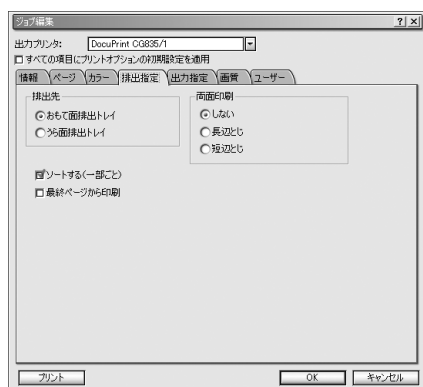 ジョブ編集
出力プリンタ: DocuPrint CG835/1
すべての項目にプリントオプションの初期設定を適用
情報 ページ カラー 排出指定 出力指定 画質 ユーザー
排出先
おもて面排出トレイ
うら面排出トレイ
両面印刷
しない
長辺とじ
短辺とじ
ソートする(一部ごと)
最終ページから印刷
プリント OK キャンセル